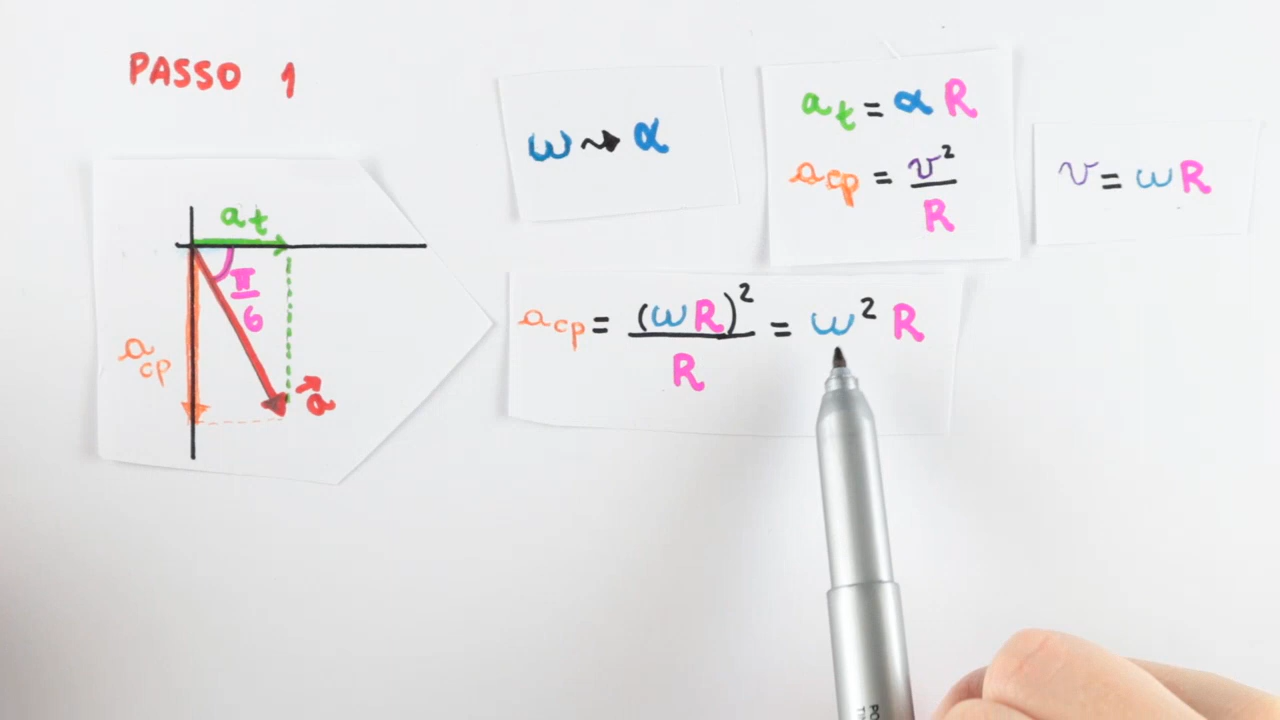 PASSO 1
a_t
π/6
a_cp
a⃗
ω ⇝ α
a_t = α R
a_cp = v²/R
v = ω R
a_cp = (ω R)²/R = ω² R